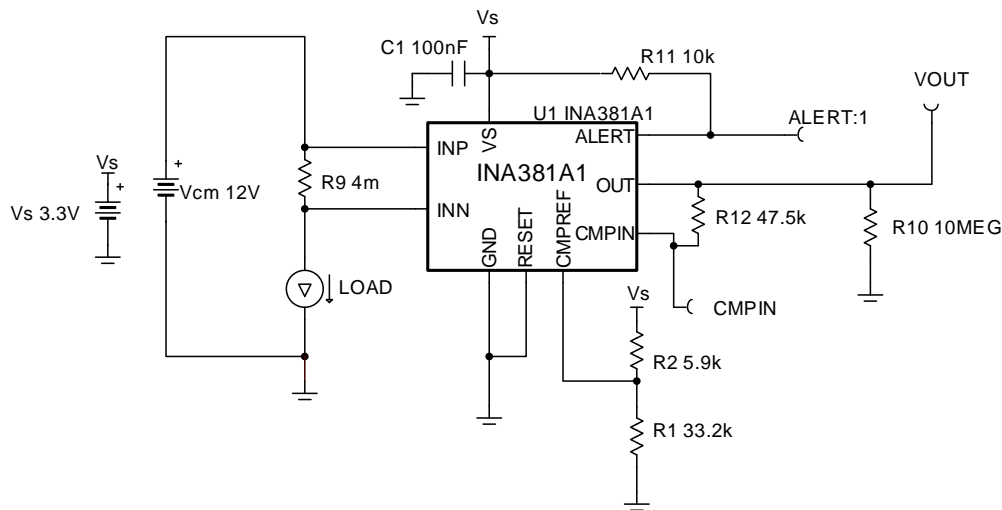 Vs
C1 100nF
R11 10k
VOUT
U1 INA381A1
ALERT:1
VS
ALERT
INP
INA381A1
Vs
+
+
Vcm 12V
R9 4m
OUT
Vs 3.3V
INN
R12 47.5k
CMPIN
R10 10MEG
GND
RESET
CMPREF
LOAD
Vs
CMPIN
R2 5.9k
R1 33.2k